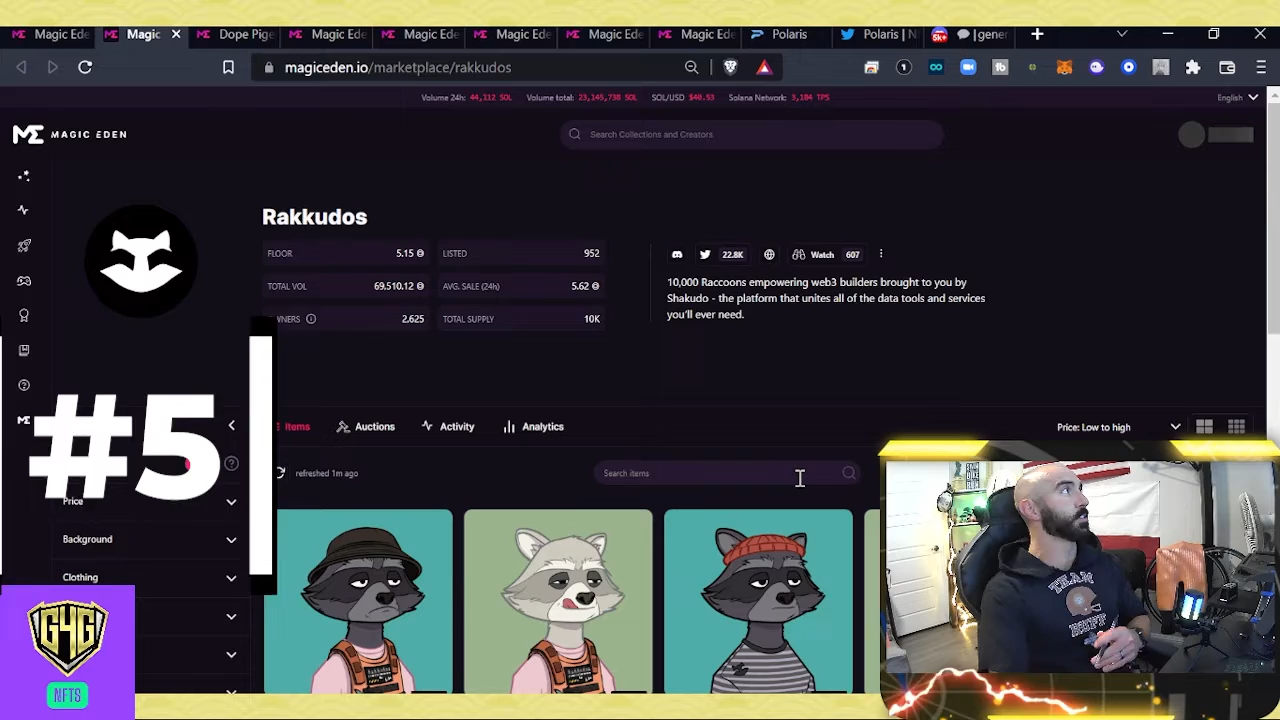 Magic Ede
Magic
Dope Pige
Magic Ede
Magic Ede
Magic Ede
Magic Ede
Magic Ede
Polaris
Polaris | N
5k+
(gener
magiceden.io/marketplace/rakkudos
Volume 24h: 44,112 SOL Volume total: 23,145,738 SOL SOL/USD $40.53 Solana Network: 3,184 TPS
English
MAGIC EDEN
Search Collections and Creators
Rakkudos
FLOOR 5.15
LISTED 952
22.8K
Watch 607
TOTAL VOL 69,510.12
AVG. SALE (24h) 5.62
WNERS 2,625
TOTAL SUPPLY 10K
10,000 Raccoons empowering web3 builders brought to you by
Shakudo - the platform that unites all of the data tools and services
you'll ever need.
#5
Items
Auctions
Activity
Analytics
Price: Low to high
refreshed 1m ago
Search items
Price
Background
Clothing
G4G
NFTS
TEAM